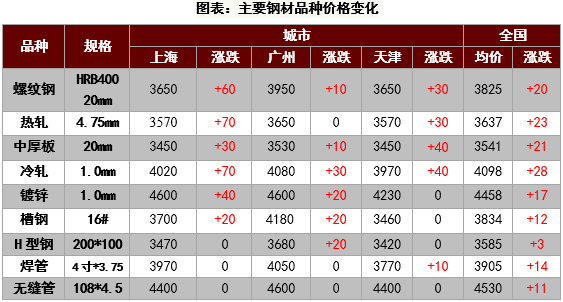 图表：主要钢材品种价格变化
品种 规格 城市 全国
上海 涨跌 广州 涨跌 天津 涨跌 均价 涨跌
螺纹钢 HRB400 20mm 3650 +60 3950 +10 3650 +30 3825 +20
热轧 4.75mm 3570 +70 3650 0 3570 +30 3637 +23
中厚板 20mm 3450 +30 3530 +10 3450 +40 3541 +21
冷轧 1.0mm 4020 +70 4080 +30 3970 +40 4098 +28
镀锌 1.0mm 4600 +40 4600 +20 4230 0 4458 +17
槽钢 16# 3700 +20 4180 +20 3460 0 3834 +12
H型钢 200*100 3470 0 3680 +20 3420 0 3585 +3
焊管 4寸*3.75 3970 0 4050 0 3770 +10 3905 +14
无缝管 108*4.5 4400 0 4600 0 4400 0 4530 +11